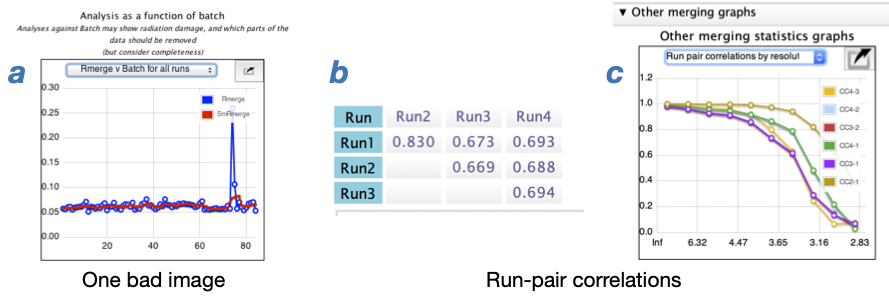 Analysis as a function of batch
Analyses against Batch may show radiation damage, and which parts of the
data should be removed
(but consider completeness)
a
Rmerge v Batch for all runs
0.30
0.25
0.20
0.15
0.10
0.05
0.00
20 40 60 80
Rmerge
SmRmerge
One bad image
b
Run Run2 Run3 Run4
Run1 0.830 0.673 0.693
Run2 0.669 0.688
Run3 0.694
▼ Other merging graphs
Other merging statistics graphs
c
Run pair correlations by resolut
1.2
1.0
0.8
0.6
0.4
0.2
0.0
Inf 6.32 4.47 3.65 3.16 2.83
CC4-3
CC4-2
CC3-2
CC4-1
CC3-1
CC2-1
Run-pair correlations